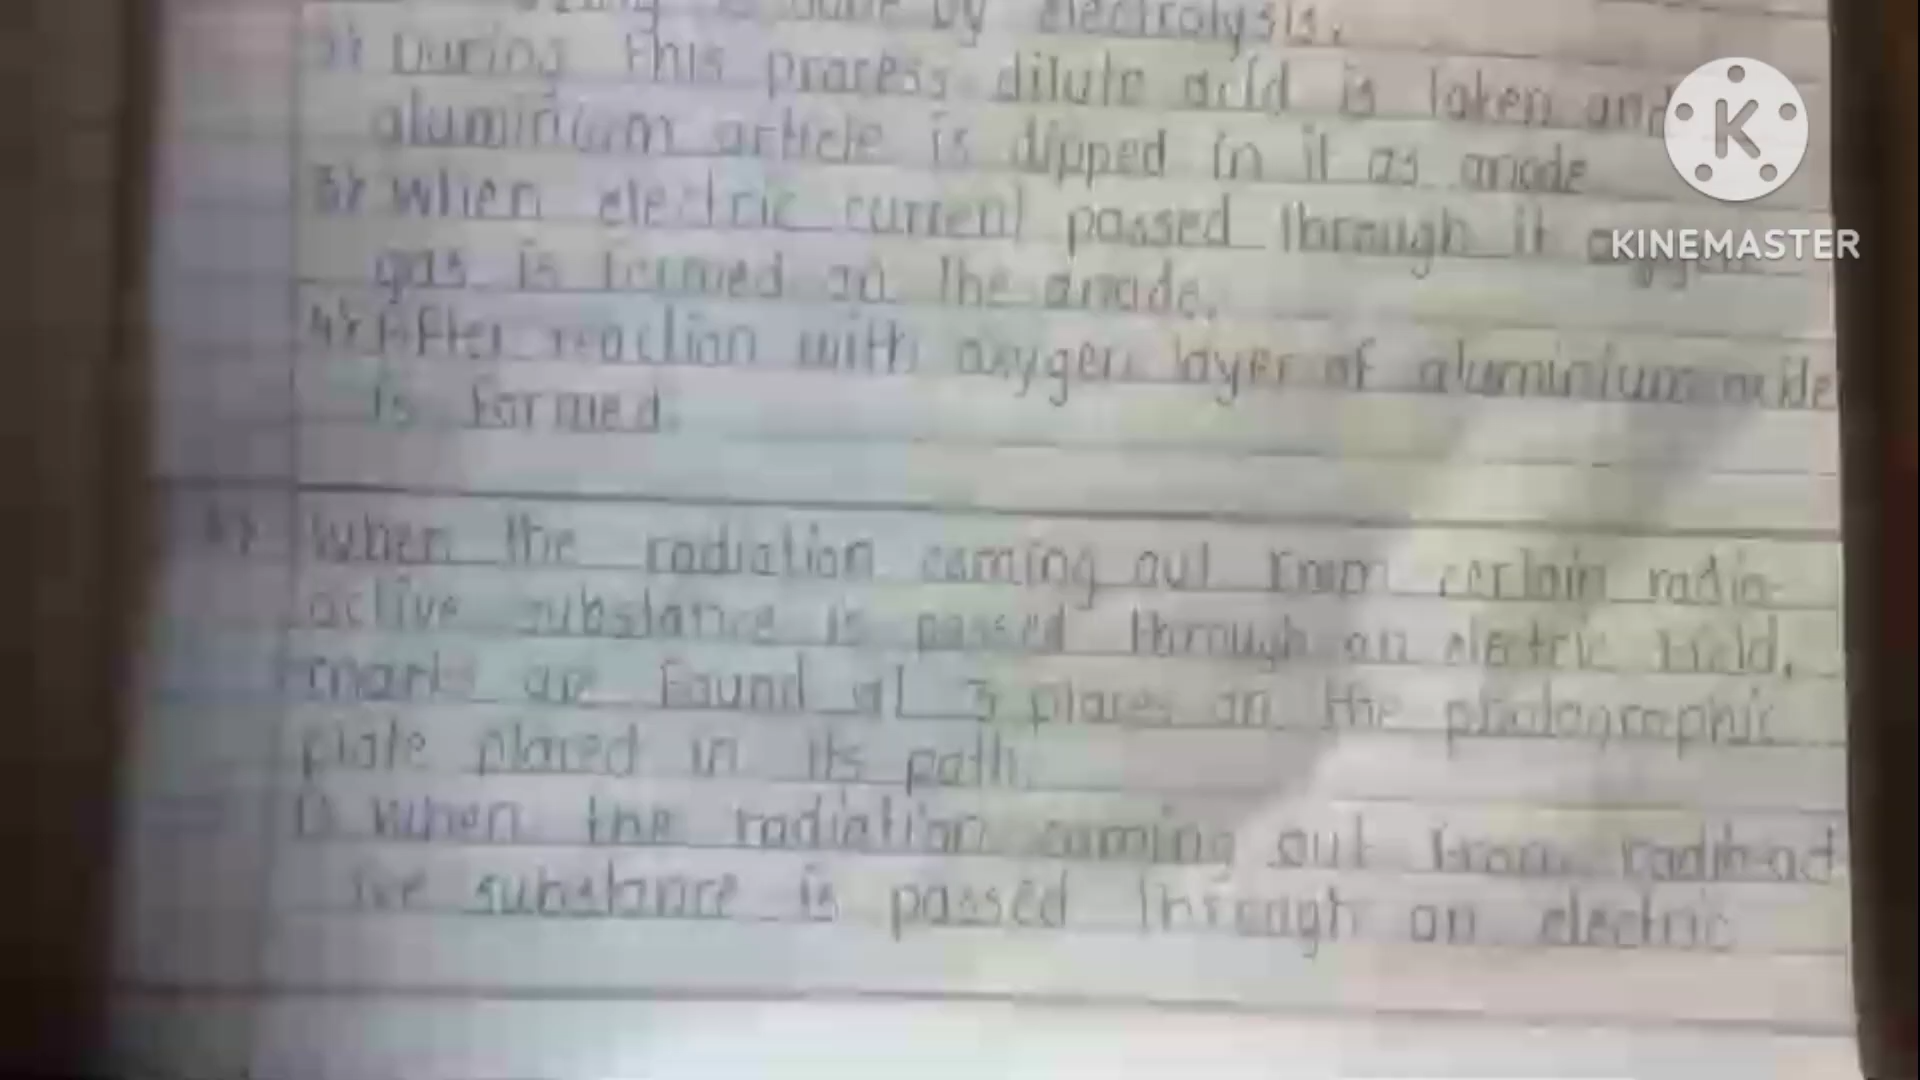 is done by electrolysis.
2) During this process dilute acid is taken and
aluminium article is dipped in it as anode
3) When electric current passed through it oxygen
gas is formed on the anode.
4) After reaction with oxygen layer of aluminium oxide
is formed.
When the radiation coming out from certain radio-
active substance is passed through an electric field,
marks are found at 3 places on the photographic
plate placed in its path.
1) When the radiation coming out from radioact
ive substance is passed through an electric
K
KINEMASTER